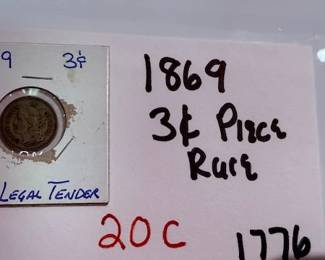 9 3¢
LEGAL TENDER
1869
3¢ Piece
Rare
20C
1776